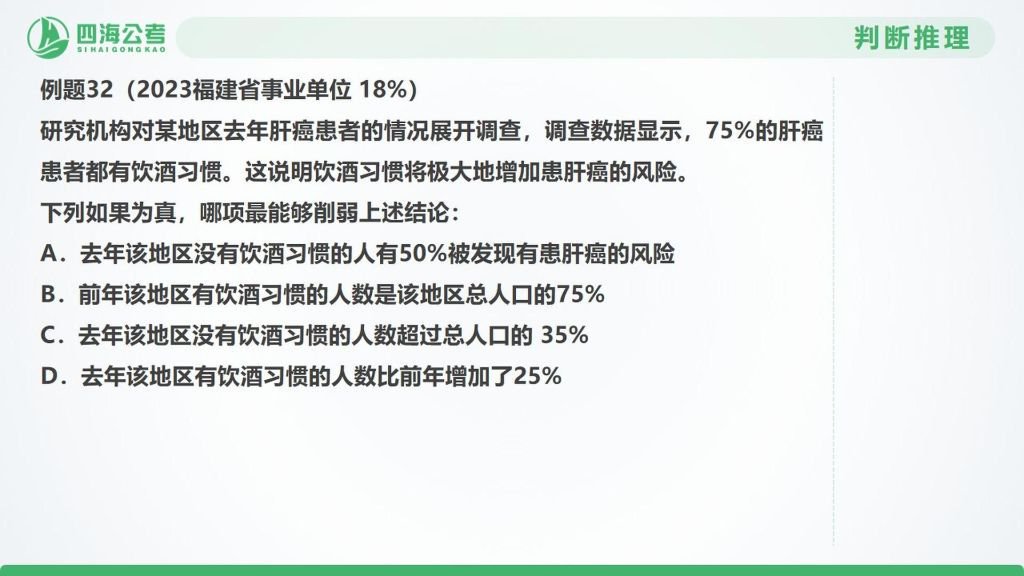 四海公考
SIHAIGONGKAO
判断推理
例题32（2023福建省事业单位 18%）
研究机构对某地区去年肝癌患者的情况展开调查，调查数据显示，75%的肝癌
患者都有饮酒习惯。这说明饮酒习惯将极大地增加患肝癌的风险。
下列如果为真，哪项最能够削弱上述结论：
A．去年该地区没有饮酒习惯的人有50%被发现有患肝癌的风险
B．前年该地区有饮酒习惯的人数是该地区总人口的75%
C．去年该地区没有饮酒习惯的人数超过总人口的 35%
D．去年该地区有饮酒习惯的人数比前年增加了25%